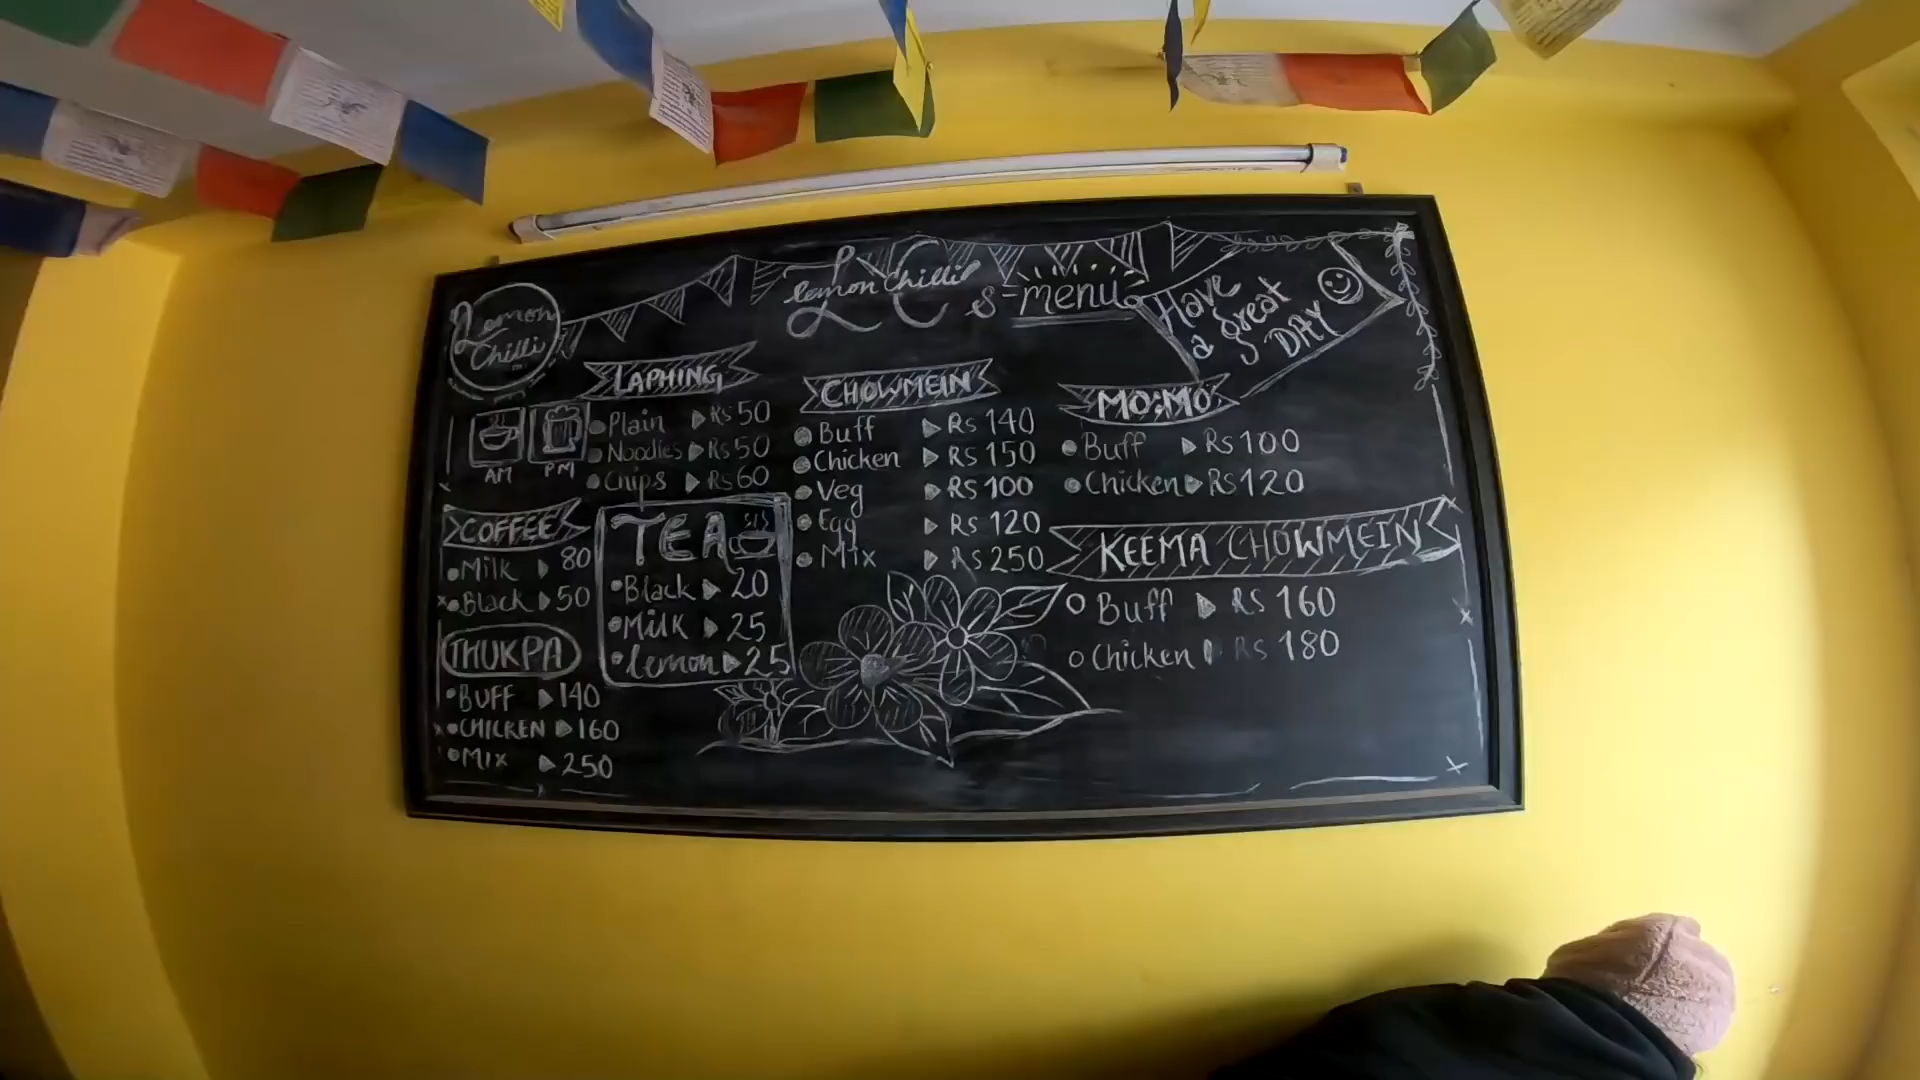 Lemon
Chilli
Lemon Chilli
LC
s-menu
Have
a great
DAY
AM
PM
LAPHING
Plain Rs 50
Noodles Rs 50
Chips Rs 60
COFFEE
Milk 80
Black 50
THUKPA
BUFF 140
CHICKEN 160
MIX 250
TEA
Black 20
Milk 25
lemon 25
CHOWMEIN
Buff Rs 140
Chicken Rs 150
Veg Rs 100
Egg Rs 120
Mix Rs 250
MO:MO
Buff Rs 100
Chicken Rs 120
KEEMA CHOWMEIN
Buff Rs 160
Chicken Rs 180